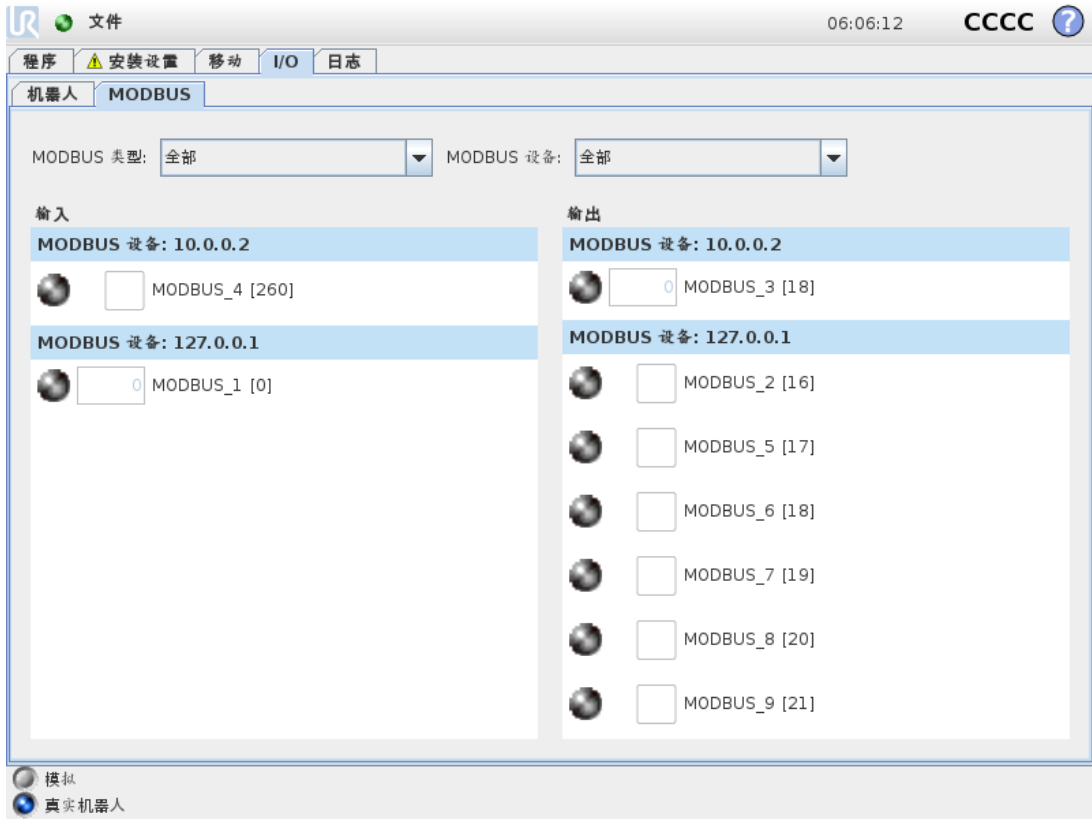 UR 文件 06:06:12 CCCC ?
程序 安装设置 移动 I/O 日志
机器人 MODBUS
MODBUS 类型: 全部 MODBUS 设备: 全部
输入
MODBUS 设备: 10.0.0.2
MODBUS_4 [260]
MODBUS 设备: 127.0.0.1
0 MODBUS_1 [0]
输出
MODBUS 设备: 10.0.0.2
0 MODBUS_3 [18]
MODBUS 设备: 127.0.0.1
MODBUS_2 [16]
MODBUS_5 [17]
MODBUS_6 [18]
MODBUS_7 [19]
MODBUS_8 [20]
MODBUS_9 [21]
模拟
真实机器人